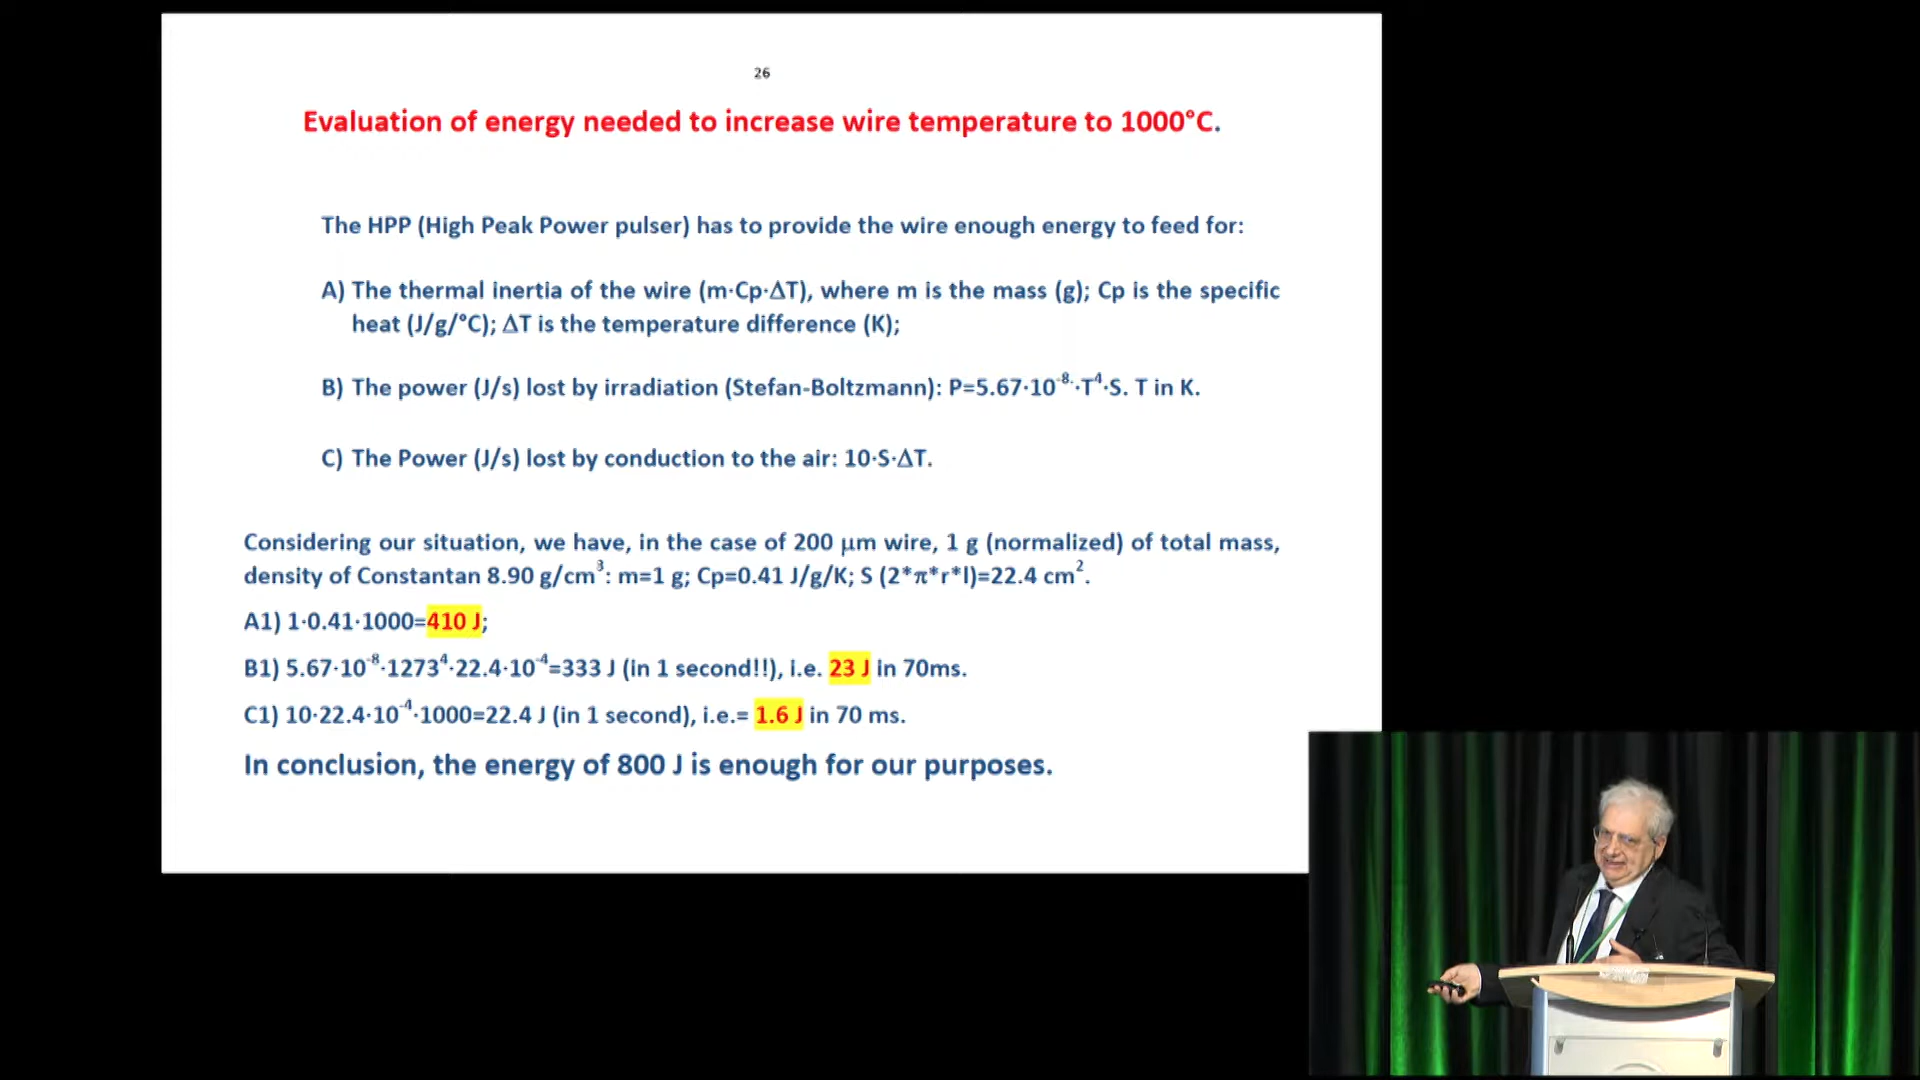 26
Evaluation of energy needed to increase wire temperature to 1000°C.
The HPP (High Peak Power pulser) has to provide the wire enough energy to feed for:
A) The thermal inertia of the wire (m·Cp·ΔT), where m is the mass (g); Cp is the specific
heat (J/g/°C); ΔT is the temperature difference (K);
B) The power (J/s) lost by irradiation (Stefan-Boltzmann): P=5.67·10⁻⁸·T⁴·S. T in K.
C) The Power (J/s) lost by conduction to the air: 10·S·ΔT.
Considering our situation, we have, in the case of 200 µm wire, 1 g (normalized) of total mass,
density of Constantan 8.90 g/cm³: m=1 g; Cp=0.41 J/g/K; S (2*π*r*l)=22.4 cm².
A1) 1·0.41·1000=410 J;
B1) 5.67·10⁻⁸·1273⁴·22.4·10⁻⁴=333 J (in 1 second!!), i.e. 23 J in 70ms.
C1) 10·22.4·10⁻⁴·1000=22.4 J (in 1 second), i.e.= 1.6 J in 70 ms.
In conclusion, the energy of 800 J is enough for our purposes.